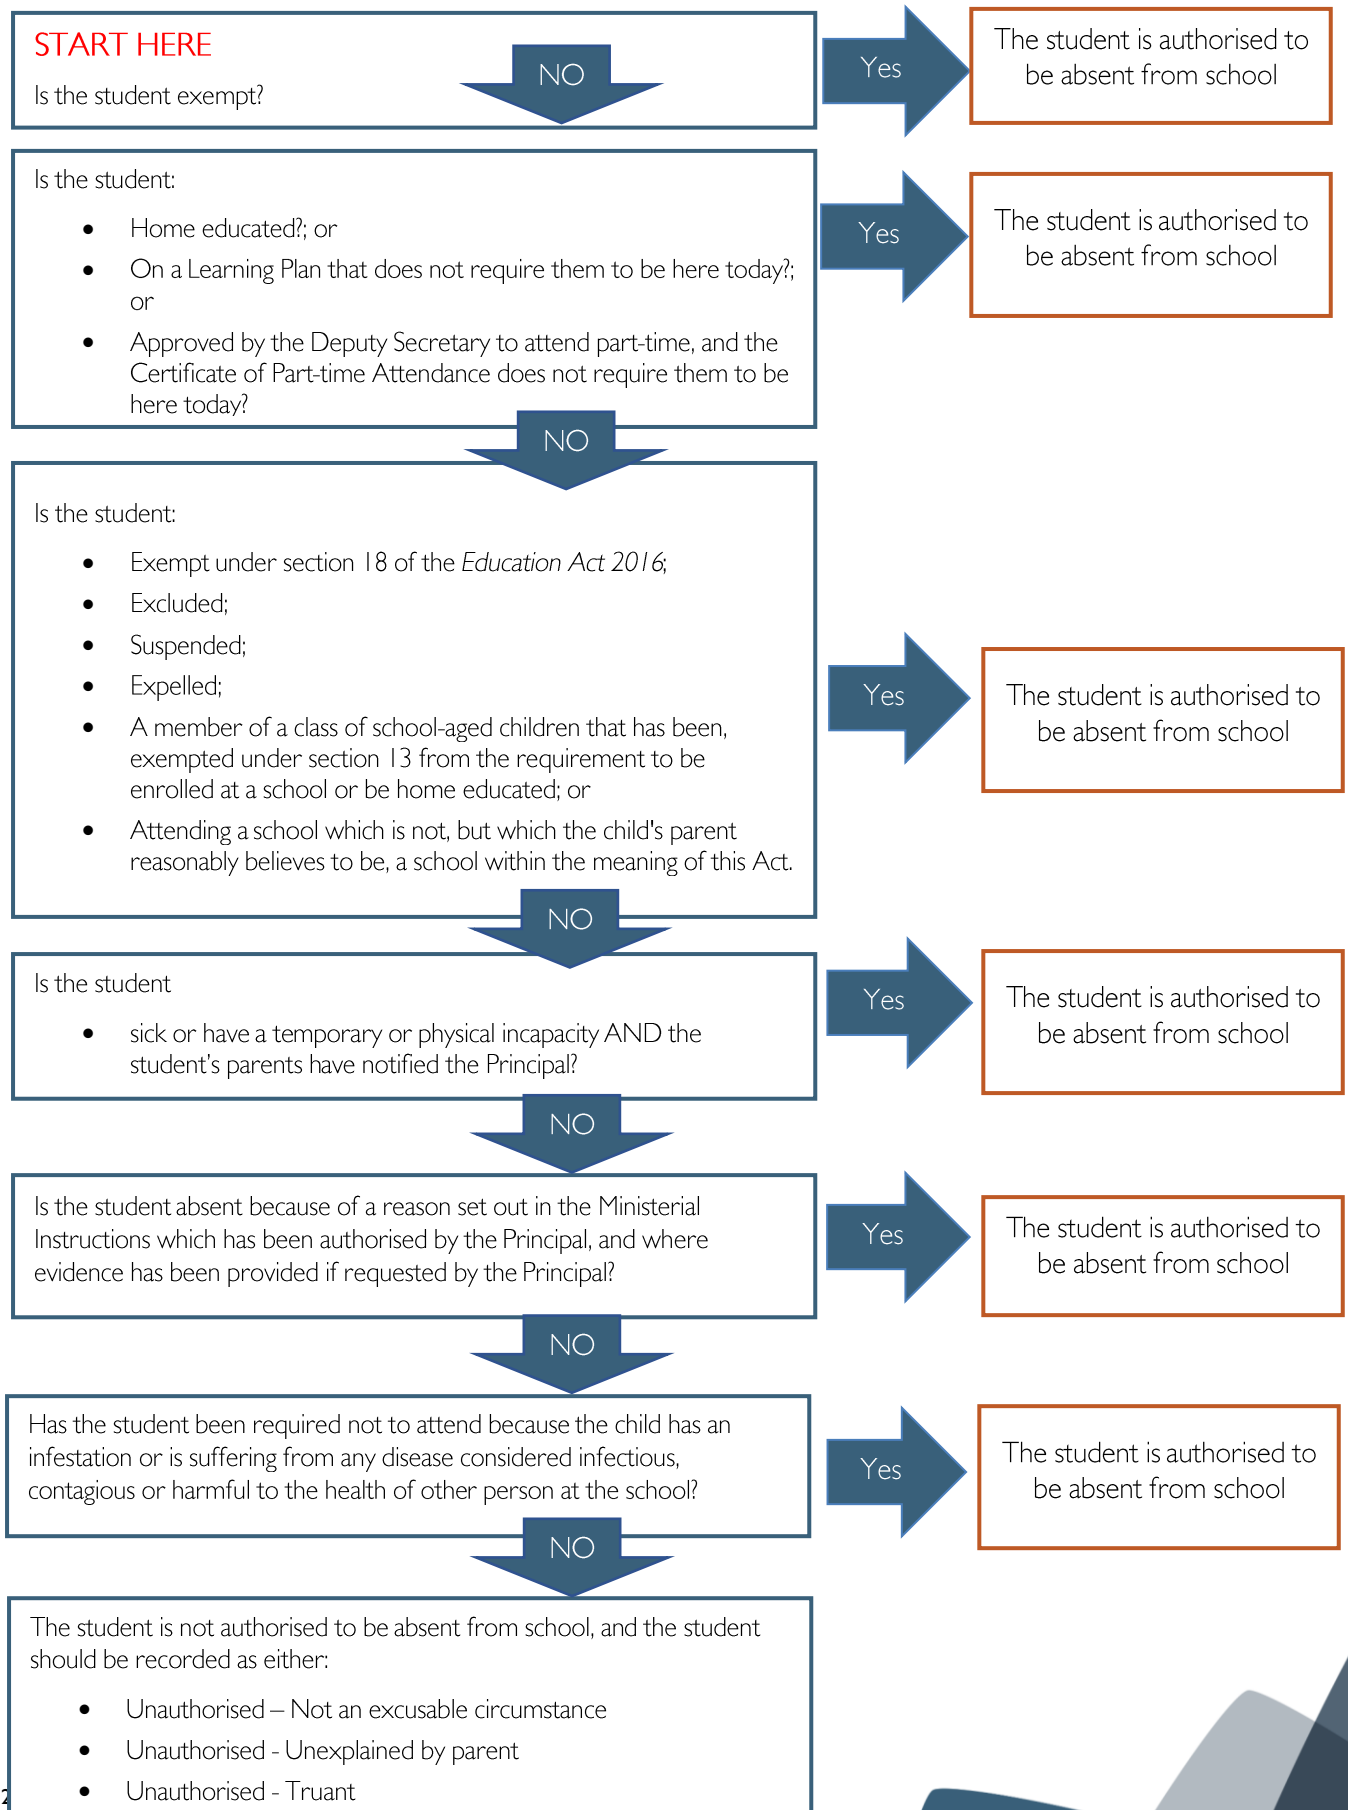 START HERE
Is the student exempt?
NO
Yes
The student is authorised to
be absent from school
Is the student:
• Home educated?; or
• On a Learning Plan that does not require them to be here today?;
or
• Approved by the Deputy Secretary to attend part-time, and the
Certificate of Part-time Attendance does not require them to be
here today?
NO
Yes
The student is authorised to
be absent from school
Is the student:
• Exempt under section 18 of the Education Act 2016;
• Excluded;
• Suspended;
• Expelled;
• A member of a class of school-aged children that has been,
exempted under section 13 from the requirement to be
enrolled at a school or be home educated; or
• Attending a school which is not, but which the child's parent
reasonably believes to be, a school within the meaning of this Act.
NO
Yes
The student is authorised to
be absent from school
Is the student
• sick or have a temporary or physical incapacity AND the
student’s parents have notified the Principal?
NO
Yes
The student is authorised to
be absent from school
Is the student absent because of a reason set out in the Ministerial
Instructions which has been authorised by the Principal, and where
evidence has been provided if requested by the Principal?
NO
Yes
The student is authorised to
be absent from school
Has the student been required not to attend because the child has an
infestation or is suffering from any disease considered infectious,
contagious or harmful to the health of other person at the school?
NO
Yes
The student is authorised to
be absent from school
The student is not authorised to be absent from school, and the student
should be recorded as either:
• Unauthorised – Not an excusable circumstance
• Unauthorised - Unexplained by parent
• Unauthorised - Truant
2